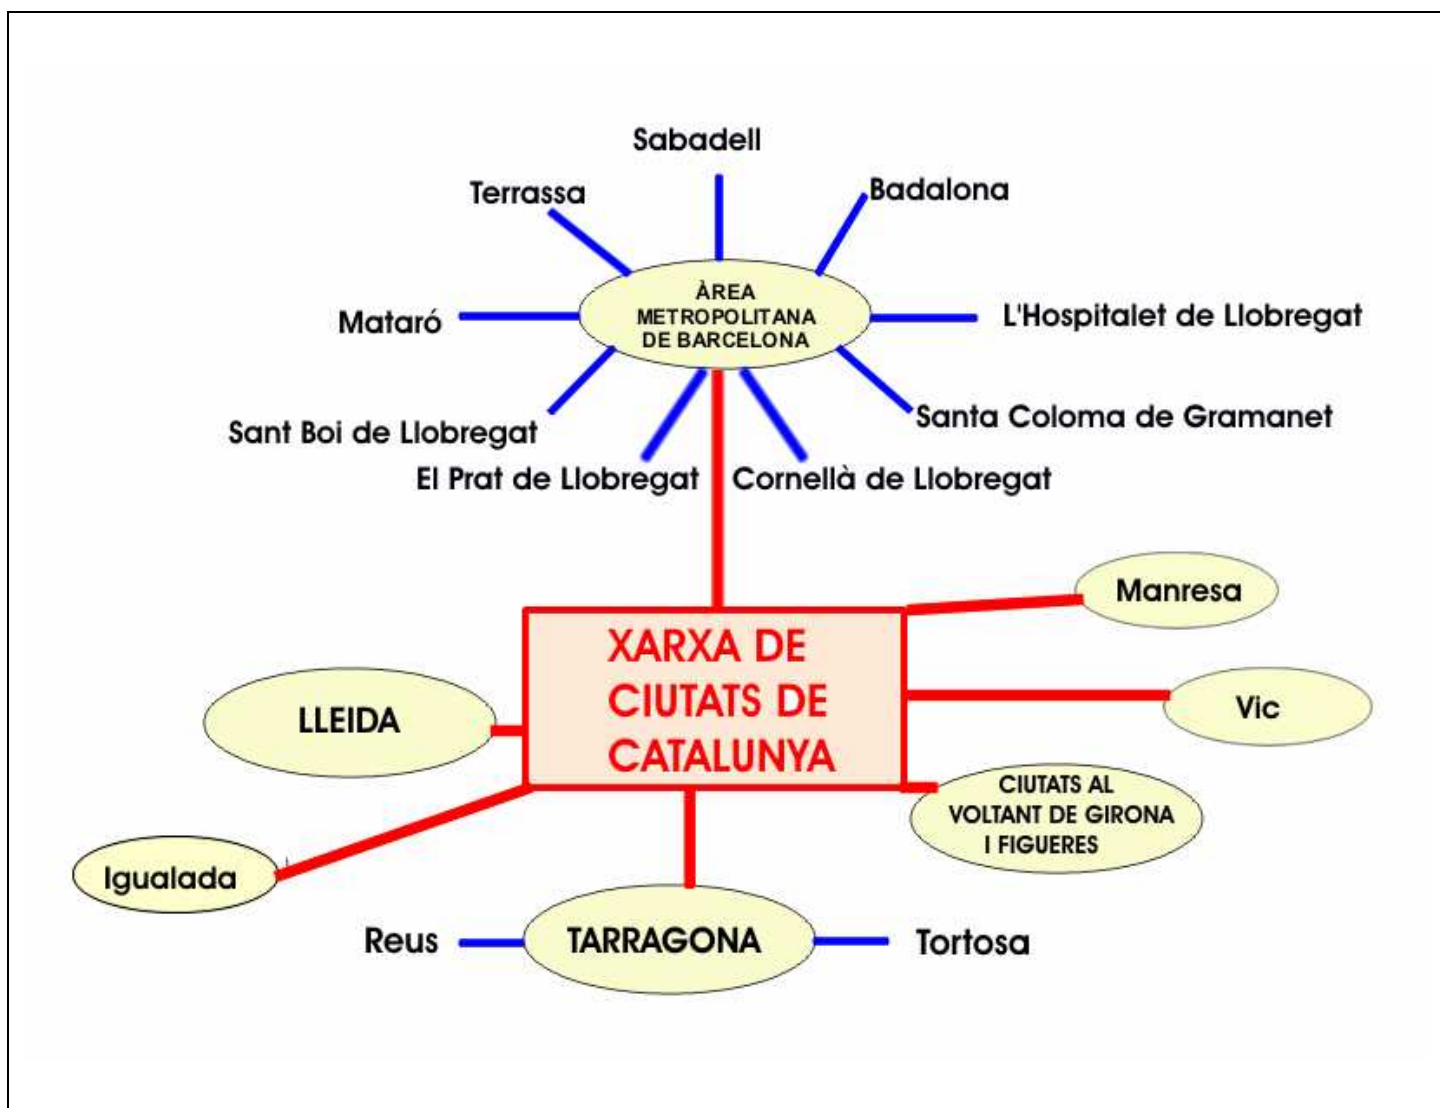 Sabadell
Terrassa
Badalona
ÀREA
METROPOLITANA
DE BARCELONA
Mataró
L'Hospitalet de Llobregat
Sant Boi de Llobregat
Santa Coloma de Gramanet
El Prat de Llobregat
Cornellà de Llobregat
Manresa
XARXA DE
CIUTATS DE
CATALUNYA
LLEIDA
Vic
CIUTATS AL
VOLTANT DE GIRONA
I FIGUERES
Igualada
Reus
TARRAGONA
Tortosa